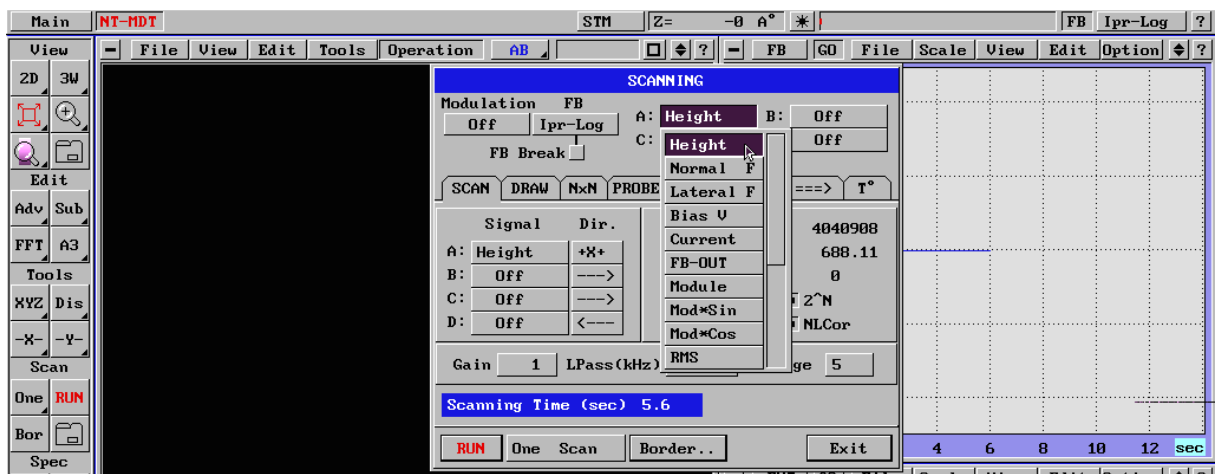 Main NT-MDT STM Z= -0 A° FB Ipr-Log ?
View File View Edit Tools Operation AB ? FB GO File Scale View Edit Option ?
2D 3W
SCANNING
Modulation FB A: Height B: Off
Off Ipr-Log C: Off
FB Break
Height
Normal F
Lateral F
Bias V
Current
FB-OUT
Module
Mod*Sin
Mod*Cos
RMS
Edit
Adv Sub
FFT A3
Tools
XYZ Dis
-X- -Y-
Scan
One RUN
Bor
Spec
SCAN DRAW NxN PROBE ===> T°
Signal Dir.
A: Height +X+
B: Off --->
C: Off --->
D: Off <---
4040908
688.11
0
2^N
NLCor
Gain 1 LPass(kHz) ge 5
Scanning Time (sec) 5.6
RUN One Scan Border.. Exit
4 6 8 10 12 sec